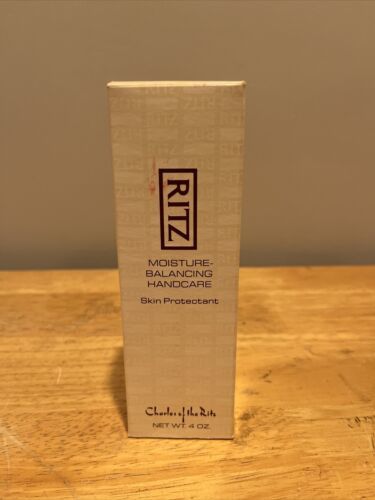 RITZ
MOISTURE-
BALANCING
HANDCARE
Skin Protectant
Charles of the Ritz
NET WT. 4 OZ.